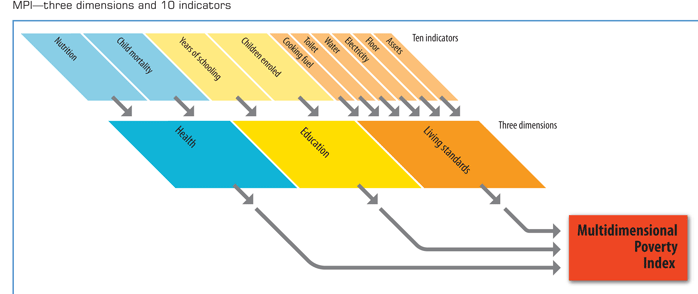 MPI—three dimensions and 10 indicators
Ten indicators
Nutrition
Child mortality
Years of schooling
Children enroled
Cooking fuel
Toilet
Water
Electricity
Floor
Assets
Three dimensions
Health
Education
Living standards
Multidimensional
Poverty
Index